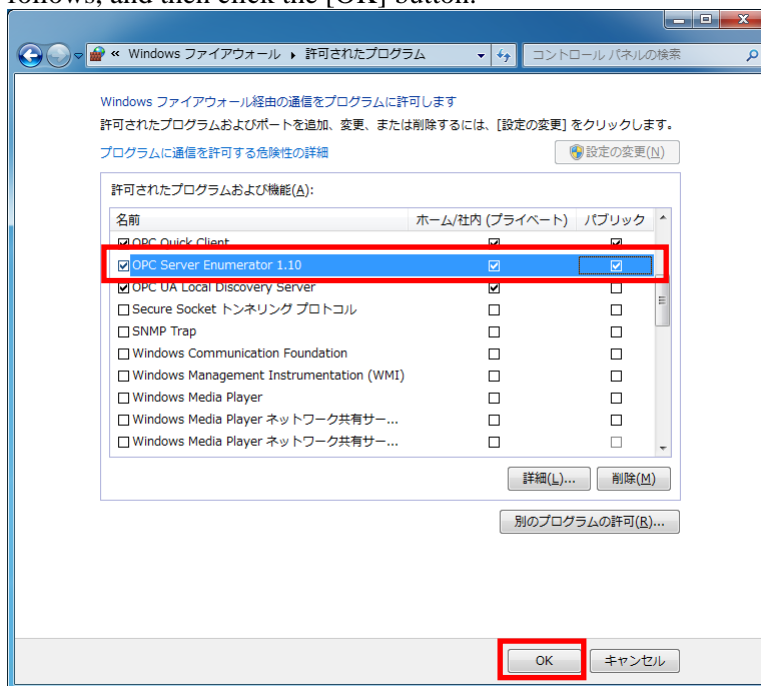 follows, and then click the [OK] button.
« Windows ファイアウォール ▸ 許可されたプログラム
コントロール パネルの検索
Windows ファイアウォール経由の通信をプログラムに許可します
許可されたプログラムおよびポートを追加、変更、または削除するには、[設定の変更] をクリックします。
プログラムに通信を許可する危険性の詳細
設定の変更(N)
許可されたプログラムおよび機能(A):
名前 ホーム/社内 (プライベート) パブリック
OPC Quick Client
OPC Server Enumerator 1.10
OPC UA Local Discovery Server
Secure Socket トンネリング プロトコル
SNMP Trap
Windows Communication Foundation
Windows Management Instrumentation (WMI)
Windows Media Player
Windows Media Player ネットワーク共有サー...
Windows Media Player ネットワーク共有サー...
詳細(L)... 削除(M)
別のプログラムの許可(R)...
OK キャンセル